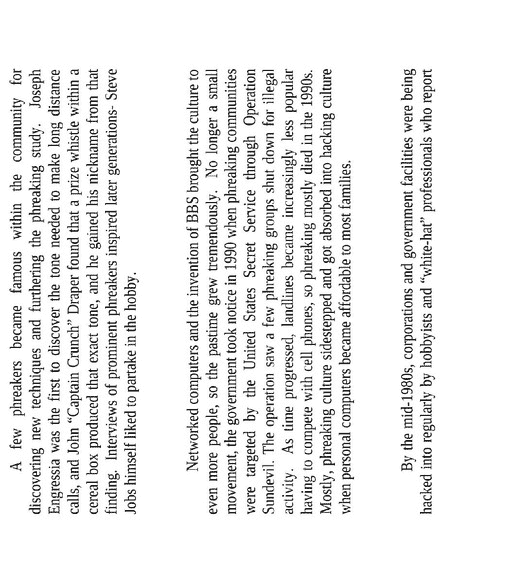 A few phreakers became famous within the community for
discovering new techniques and furthering the phreaking study. Joseph
Engressia was the first to discover the tone needed to make long distance
calls, and John “Captain Crunch” Draper found that a prize whistle within a
cereal box produced that exact tone, and he gained his nickname from that
finding. Interviews of prominent phreakers inspired later generations- Steve
Jobs himself liked to partake in the hobby.
Networked computers and the invention of BBS brought the culture to
even more people, so the pastime grew tremendously. No longer a small
movement, the government took notice in 1990 when phreaking communities
were targeted by the United States Secret Service through Operation
Sundevil. The operation saw a few phreaking groups shut down for illegal
activity. As time progressed, landlines became increasingly less popular
having to compete with cell phones, so phreaking mostly died in the 1990s.
Mostly, phreaking culture sidestepped and got absorbed into hacking culture
when personal computers became affordable to most families.
By the mid-1980s, corporations and government facilities were being
hacked into regularly by hobbyists and “white-hat” professionals who report